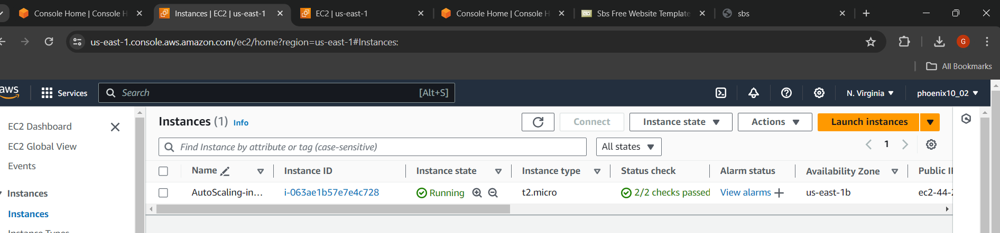 Console Home | Console H
Instances | EC2 | us-east-1
EC2 | us-east-1
Console Home | Console H
Sbs Free Website Template
sbs
us-east-1.console.aws.amazon.com/ec2/home?region=us-east-1#Instances:
G
All Bookmarks
aws
Services
Search
[Alt+S]
N. Virginia
phoenix10_02
EC2 Dashboard
EC2 Global View
Events
Instances
Instances
Instance Types
Instances (1) Info
Connect
Instance state
Actions
Launch instances
Find Instance by attribute or tag (case-sensitive)
All states
1
Name Instance ID Instance state Instance type Status check Alarm status Availability Zone Public I
AutoScaling-in... i-063ae1b57e7e4c728 Running t2.micro 2/2 checks passed View alarms us-east-1b ec2-44-2